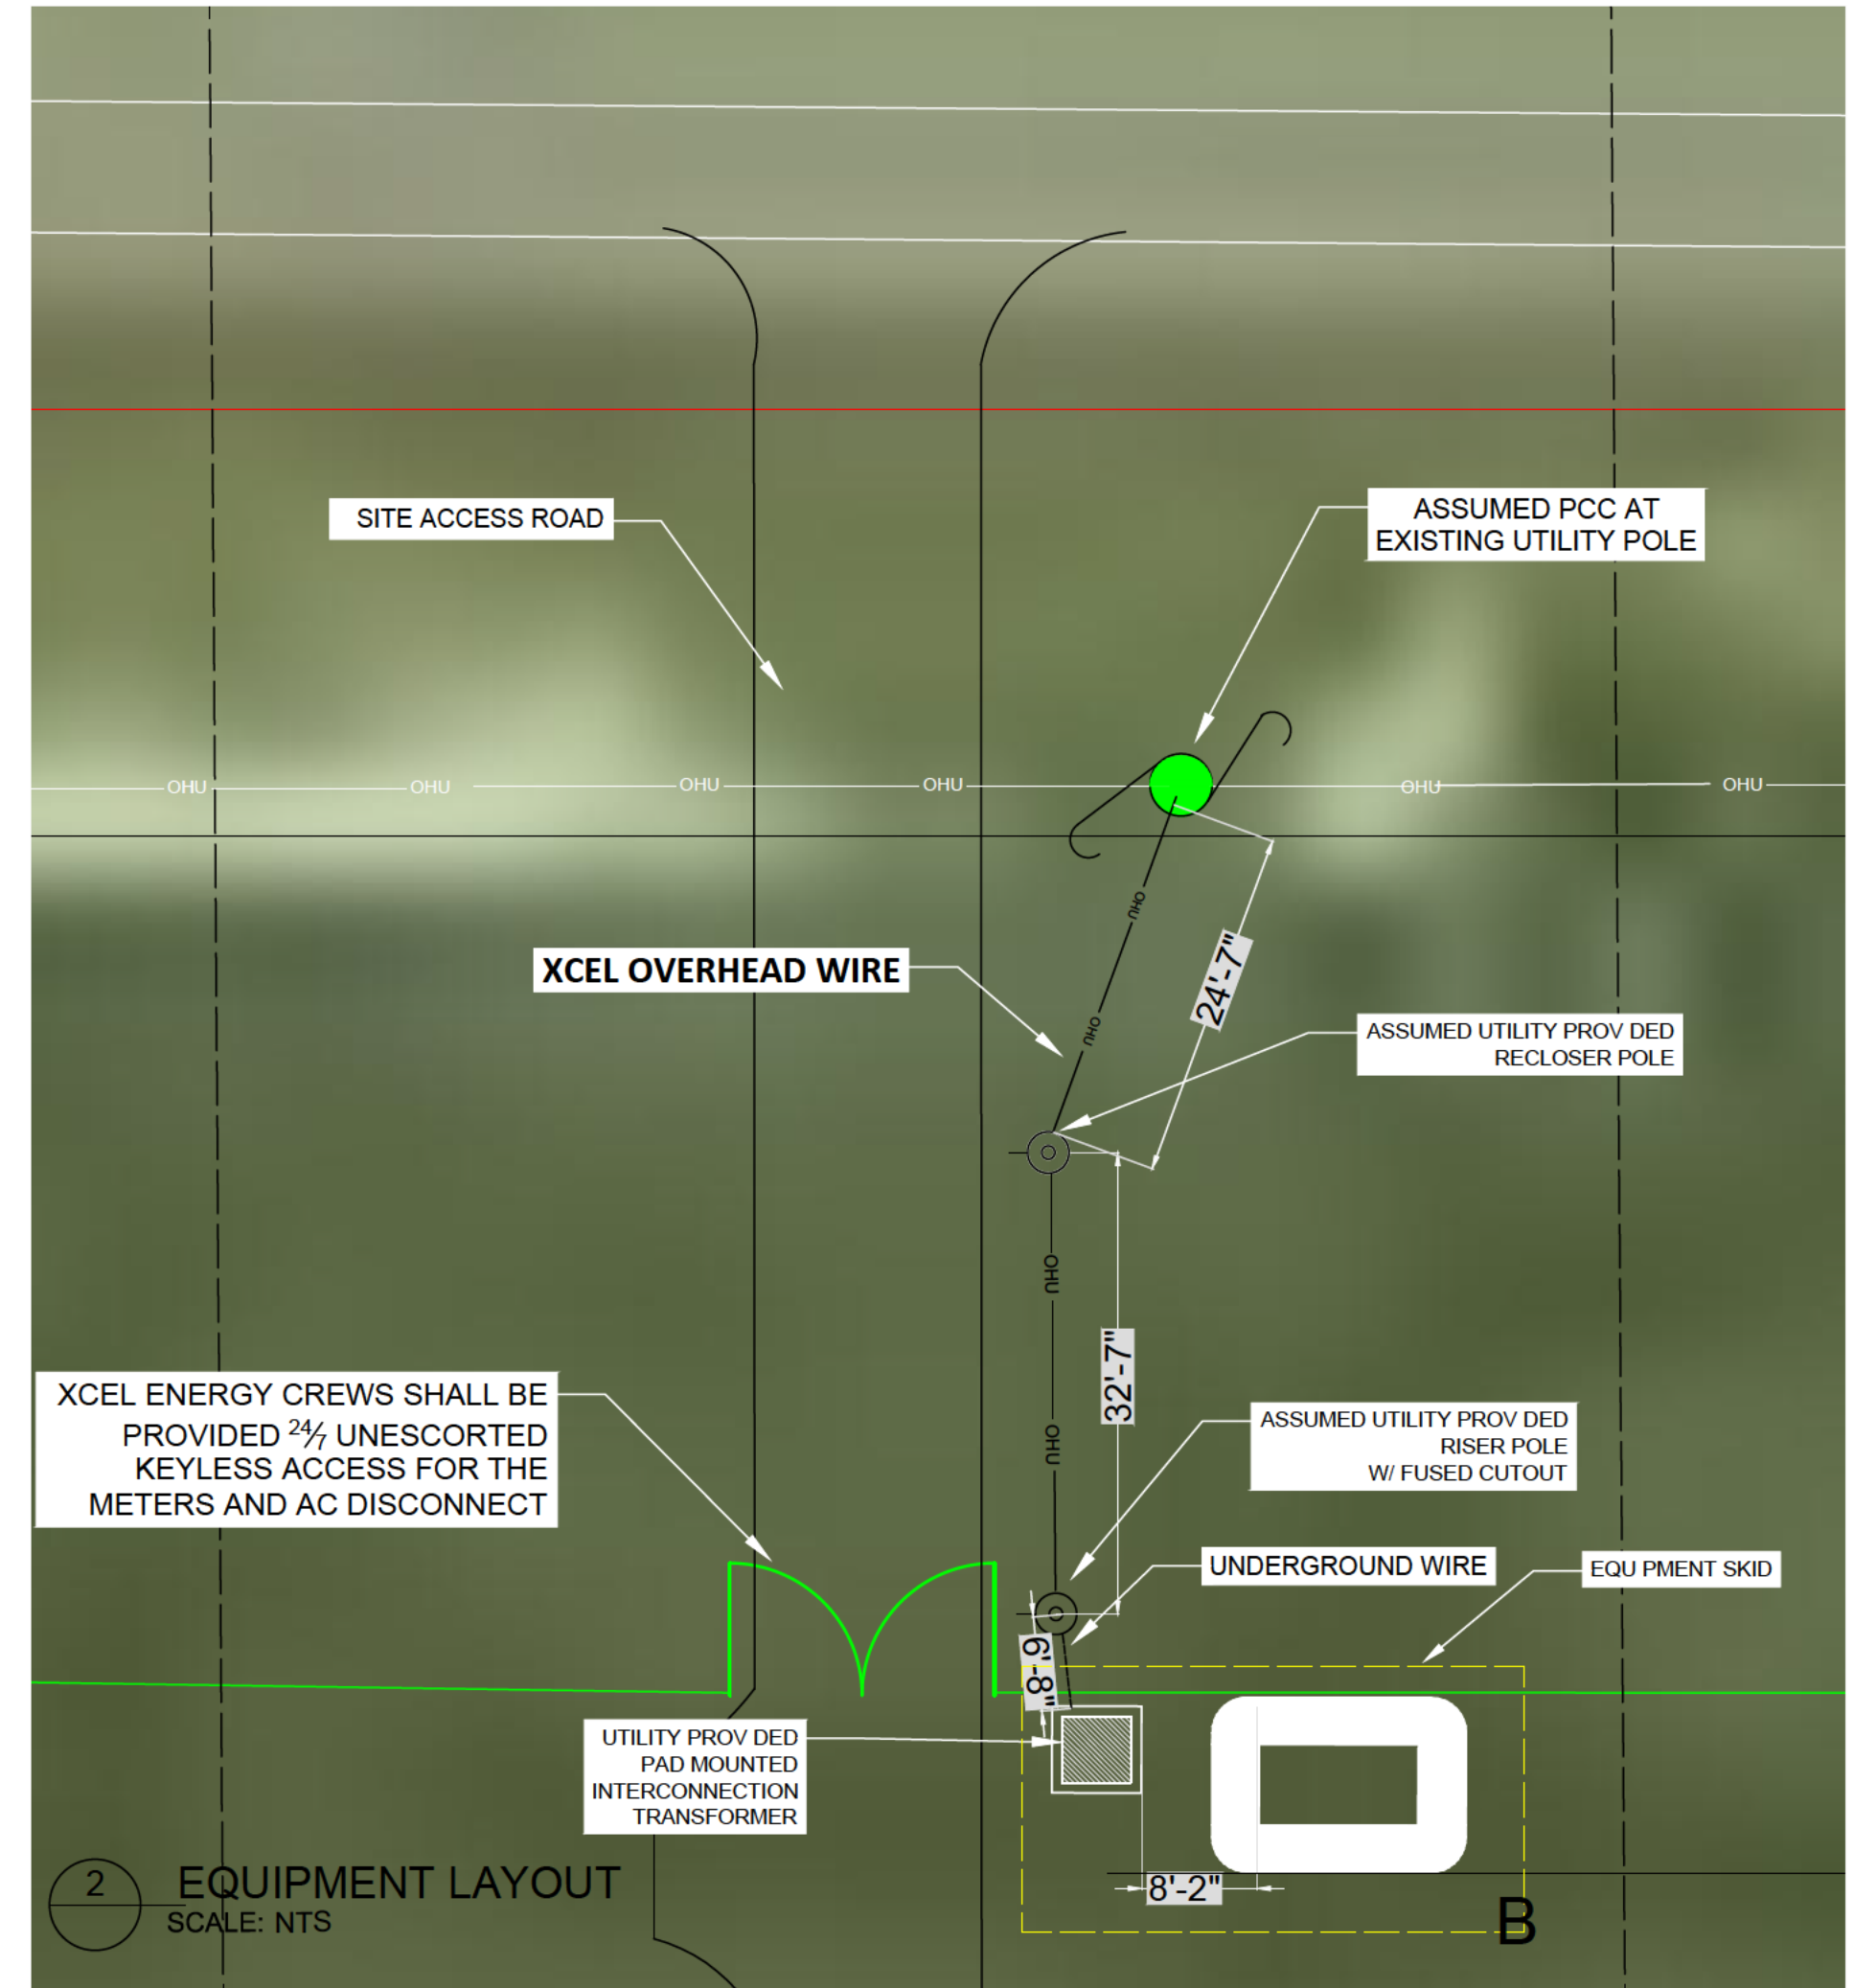 SITE ACCESS ROAD
ASSUMED PCC AT
EXISTING UTILITY POLE
OHU
OHU
OHU
OHU
OHU
OHU
OHU
XCEL OVERHEAD WIRE
24'-7"
OHU
ASSUMED UTILITY PROV DED
RECLOSER POLE
OHU
32'-7"
XCEL ENERGY CREWS SHALL BE
PROVIDED 24/7 UNESCORTED
KEYLESS ACCESS FOR THE
METERS AND AC DISCONNECT
ASSUMED UTILITY PROV DED
RISER POLE
W/ FUSED CUTOUT
OHU
UNDERGROUND WIRE
EQU PMENT SKID
6'-8"
UTILITY PROV DED
PAD MOUNTED
INTERCONNECTION
TRANSFORMER
8'-2"
B
2
EQUIPMENT LAYOUT
SCALE: NTS